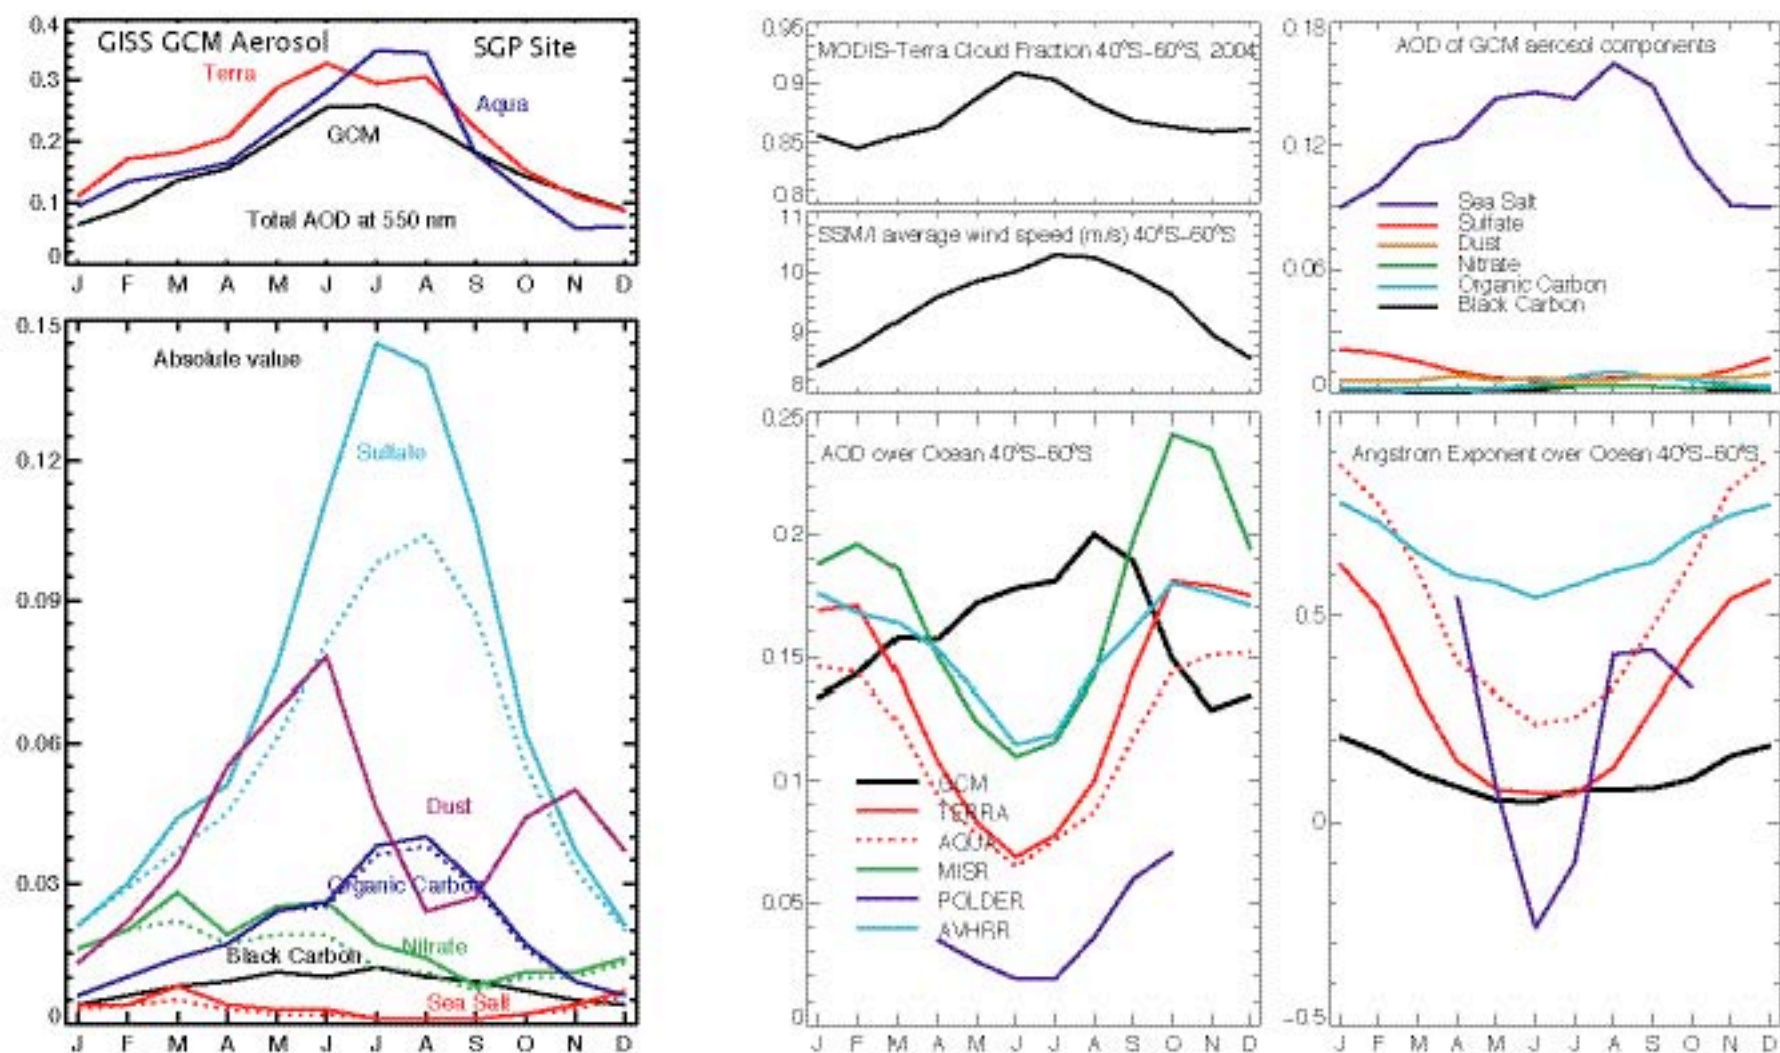 GISS GCM Aerosol
SGP Site
Terra
Aqua
GCM
Total AOD at 550 nm
0.4
0.3
0.2
0.1
0
J F M A M J J A S O N D
Absolute value
Sulfate
Dust
Organic Carbon
Nitrate
Black Carbon
Sea Salt
0.15
0.12
0.09
0.06
0.03
0
J F M A M J J A S O N D
MODIS-Terra Cloud Fraction 40°S-60°S, 2004
0.95
0.9
0.85
0.8
SSM/I average wind speed (m/s) 40°S-60°S
11
10
9
8
AOD over Ocean 40°S-60°S
0.25
0.2
0.15
0.1
0.05
0
GCM
TERRA
AQUA
MISR
POLDER
AVHRR
J F M A M J J A S O N D
AOD of GCM aerosol components
0.18
0.12
0.06
0
Sea Salt
Sulfate
Dust
Nitrate
Organic Carbon
Black Carbon
Angstrom Exponent over Ocean 40°S-60°S
1
0.5
0
-0.5
J F M A M J J A S O N D